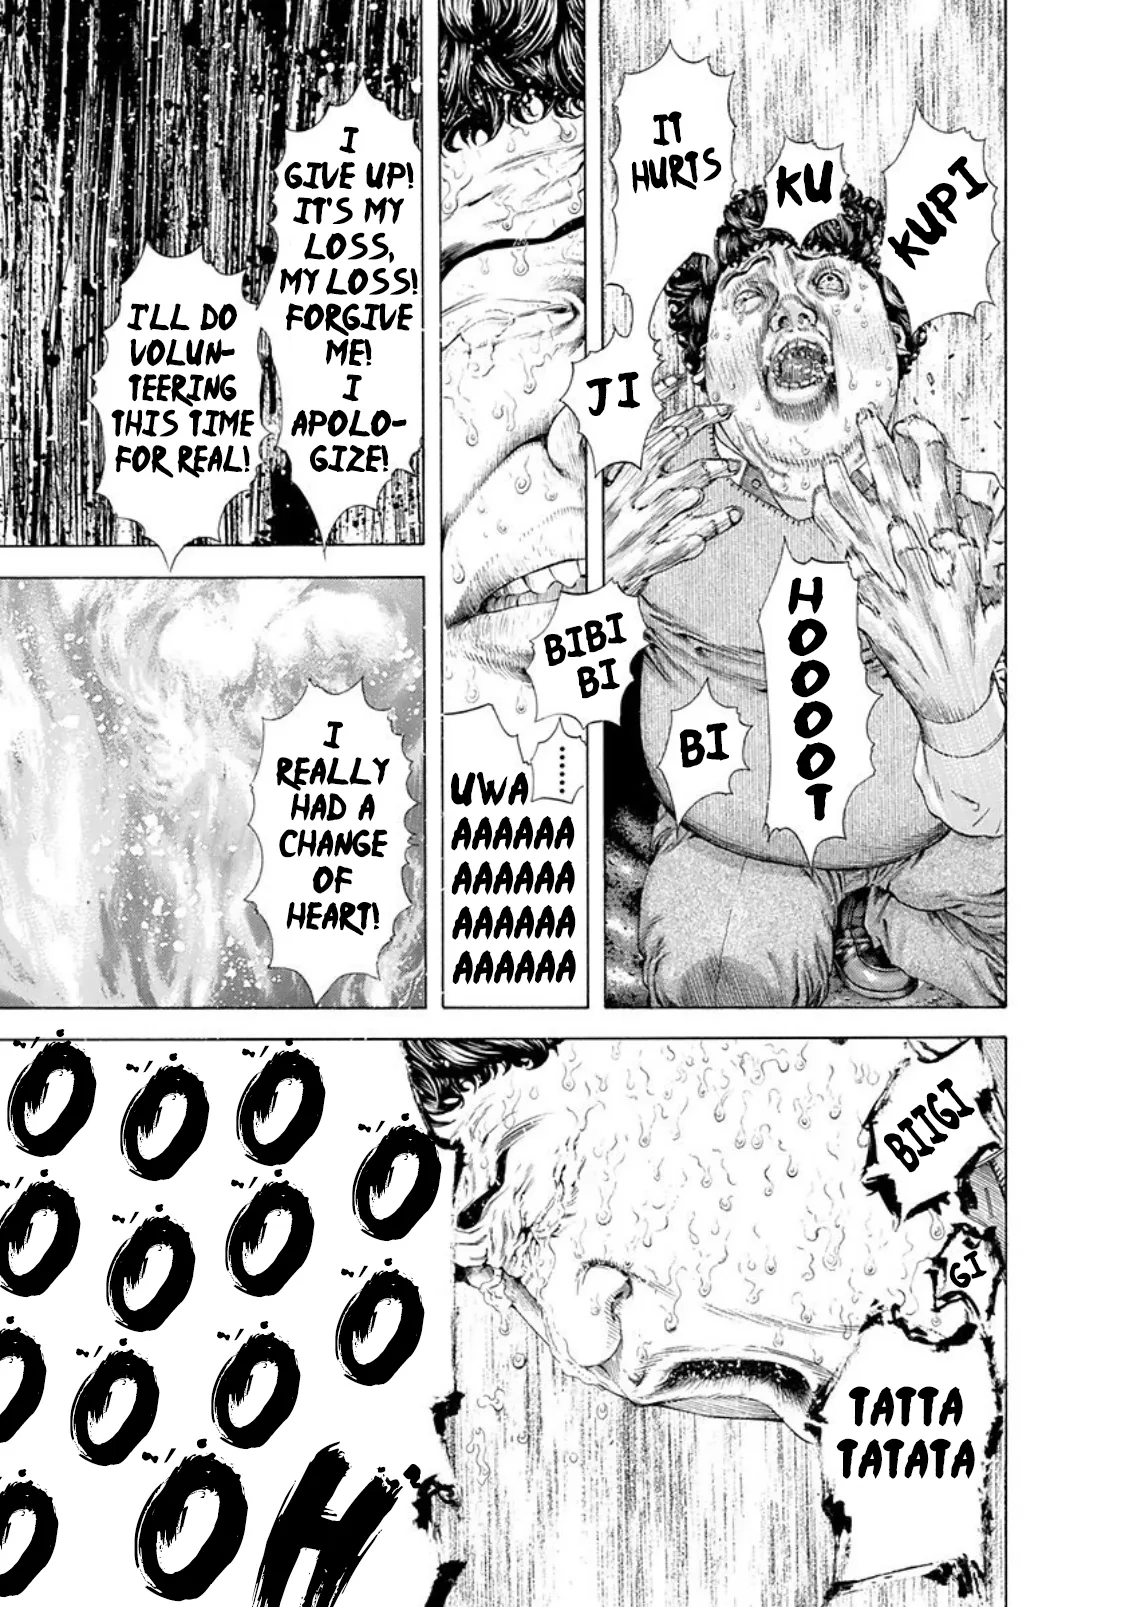 KUPI
KU
IT
HURTS
JI
HOOOOT
BI
BIBI
BI
……
UWA
AAAAAA
AAAAAA
AAAAAA
AAAAAA
I
GIVE UP!
IT'S MY
LOSS,
MY LOSS!
FORGIVE
ME!
I
APOLO-
GIZE!
I'LL DO
VOLUN-
TEERING
THIS TIME
FOR REAL!
I
REALLY
HAD A
CHANGE
OF
HEART!
BIIGI
GI
TATTA
TATATA
O O O O
O O O O
O O O
O O H